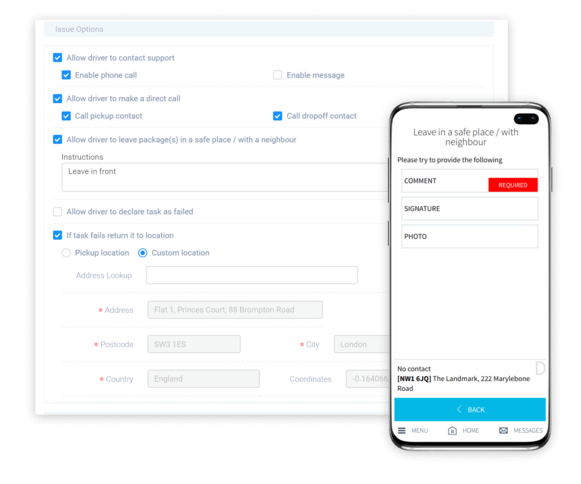 Issue Options
Allow driver to contact support
Enable phone call
Enable message
Allow driver to make a direct call
Call pickup contact
Call dropoff contact
Allow driver to leave package(s) in a safe place / with a neighbour
Instructions
Leave in front
Allow driver to declare task as failed
If task fails return it to location
Pickup location
Custom location
Address Lookup
* Address
Flat 1, Princes Court, 88 Brompton Road
* Postcode
SW3 1ES
* City
London
* Country
England
Coordinates
-0.164066,
Leave in a safe place / with
neighbour
Please try to provide the following
COMMENT
REQUIRED
SIGNATURE
PHOTO
No contact
D
[NW1 6JQ] The Landmark, 222 Marylebone
Road
BACK
MENU
HOME
MESSAGES